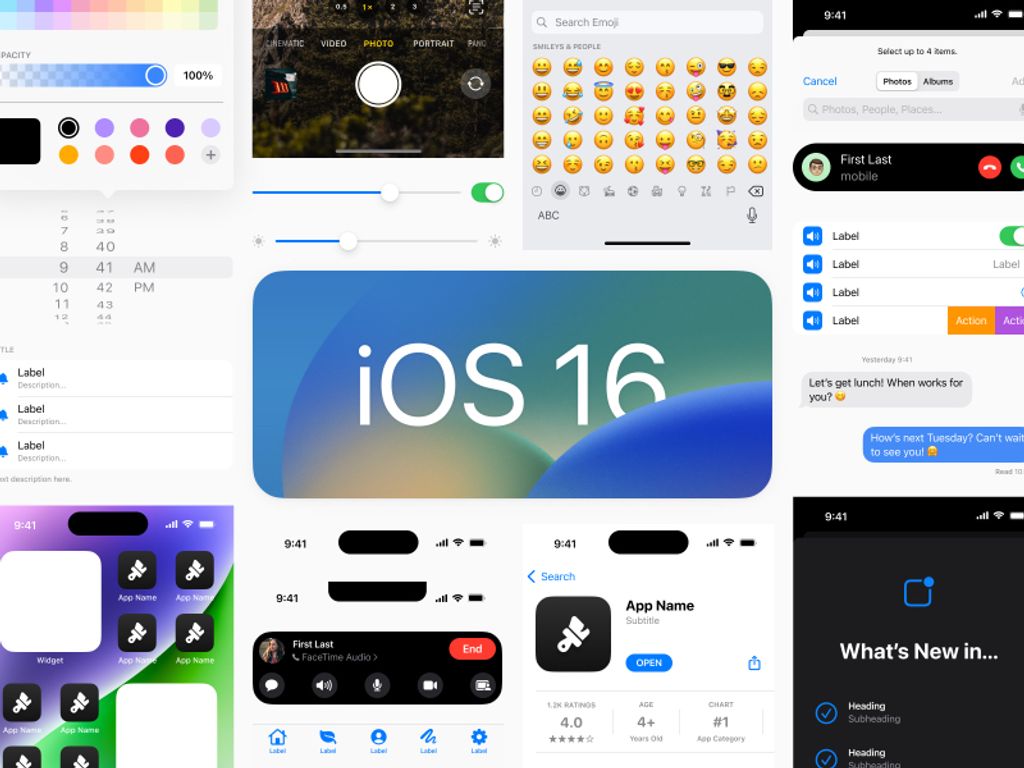 PACITY
100%
6
7 39
8 40
9 41 AM
10 42 PM
11 43
44
TLE
Label
Description...
Label
Description...
Label
Description...
ext description here.
9:41
App Name
App Name
App Name
App Name
Widget
App Name
App Name
0.5 1× 2 3
CINEMATIC VIDEO PHOTO PORTRAIT PANO
Search Emoji
SMILEYS & PEOPLE
ABC
iOS 16
9:41
9:41
First Last
FaceTime Audio >
End
Label
Label
Label
Label
Label
9:41
Search
App Name
Subtitle
OPEN
1.2K RATINGS
4.0
AGE
4+
Years Old
CHART
#1
App Category
9:41
Select up to 4 items.
Cancel
Photos
Albums
Ad
Photos, People, Places...
First Last
mobile
Label
Label
Label
Label
Label
Action
Actio
Yesterday 9:41
Let's get lunch! When works for
you? 😋
How's next Tuesday? Can't wait
to see you! 🤗
Read 10
9:41
What's New in...
Heading
Subheading
Heading
Subheading